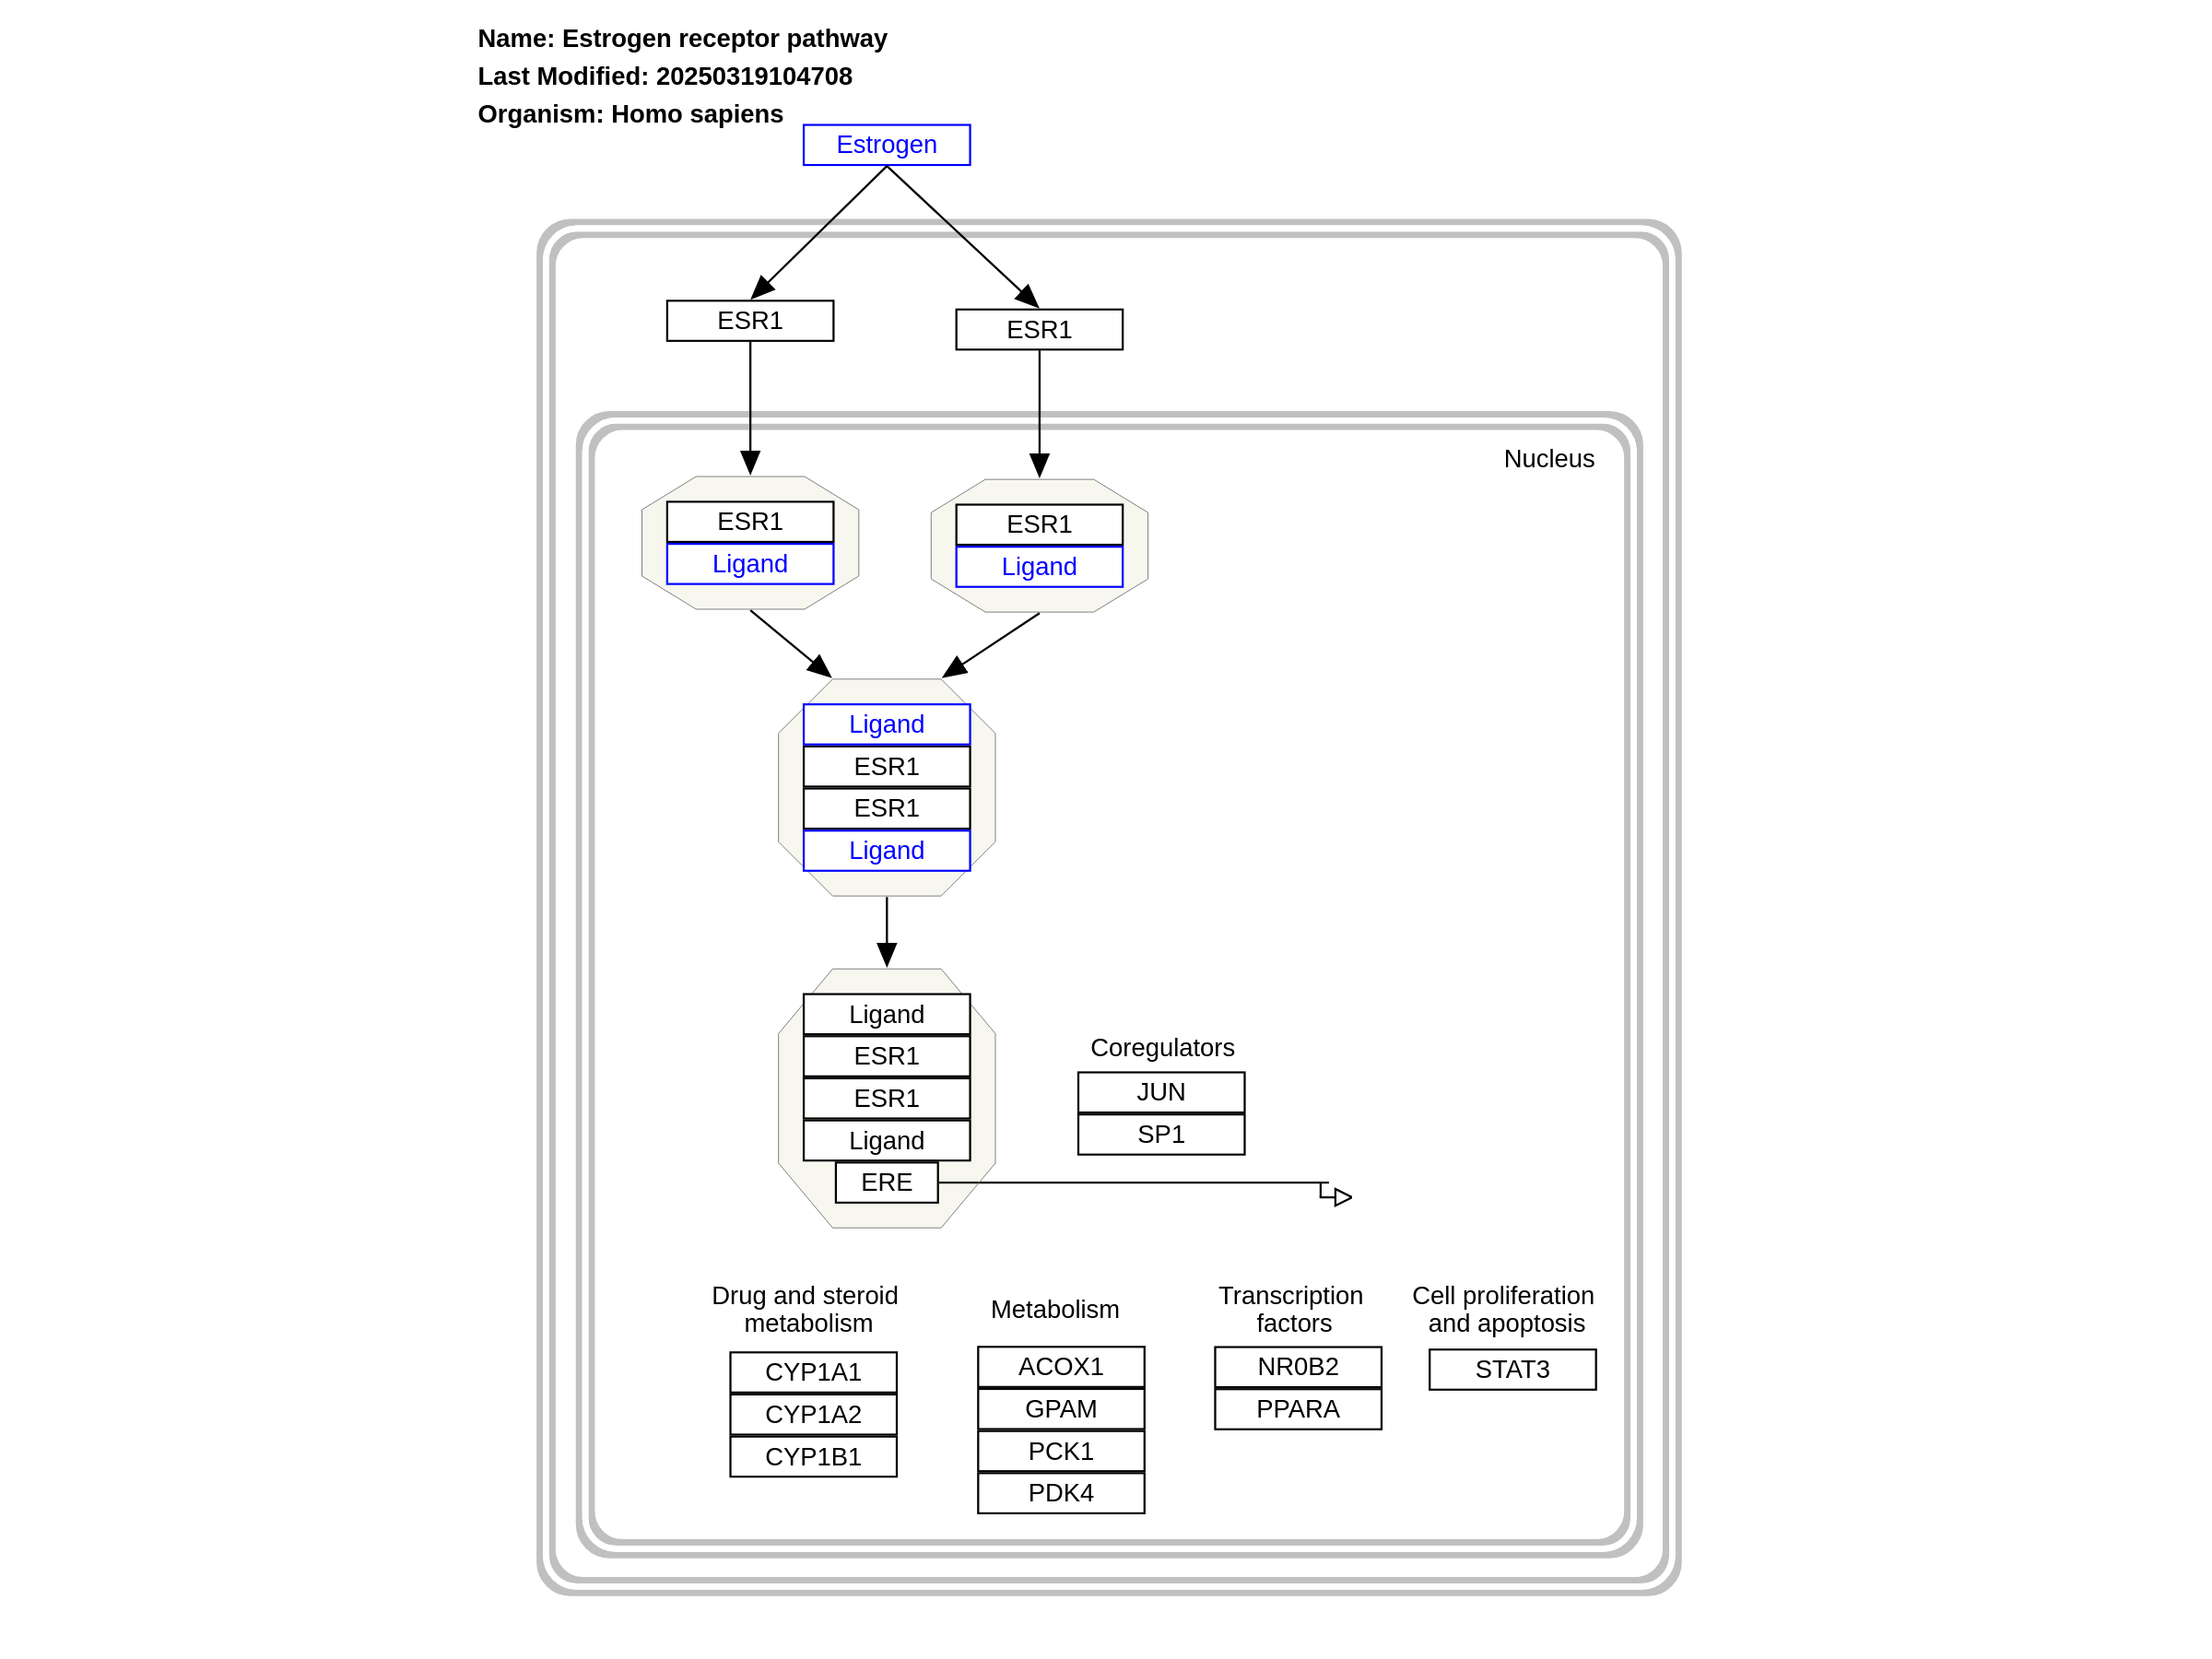 Name: Estrogen receptor pathway
Last Modified: 20250319104708
Organism: Homo sapiens
Estrogen
ESR1
ESR1
Nucleus
ESR1
Ligand
ESR1
Ligand
Ligand
ESR1
ESR1
Ligand
Ligand
ESR1
ESR1
Ligand
ERE
Coregulators
JUN
SP1
Drug and steroid
metabolism
CYP1A1
CYP1A2
CYP1B1
Metabolism
ACOX1
GPAM
PCK1
PDK4
Transcription
factors
NR0B2
PPARA
Cell proliferation
and apoptosis
STAT3